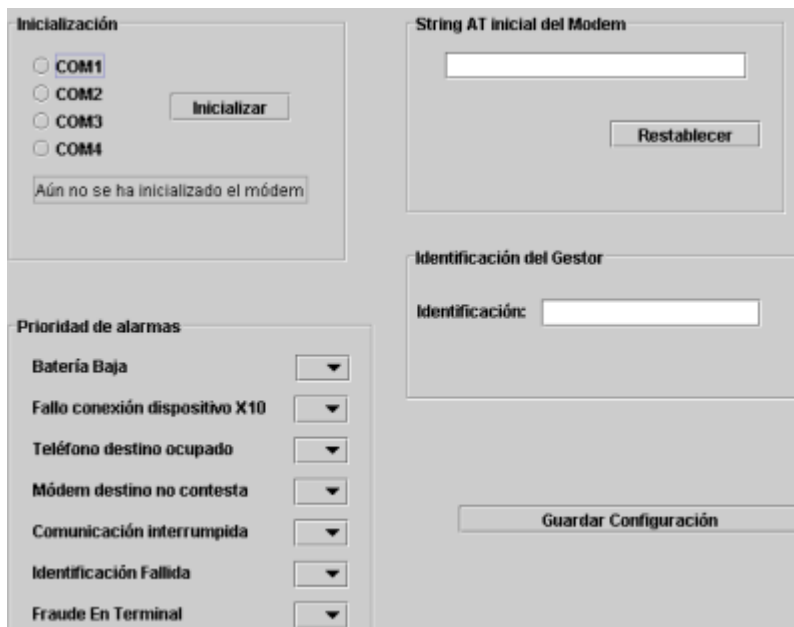 Inicialización
COM1
COM2
COM3
COM4
Inicializar
Aún no se ha inicializado el módem
String AT inicial del Modem
Restablecer
Identificación del Gestor
Identificación:
Prioridad de alarmas
Batería Baja
Fallo conexión dispositivo X10
Teléfono destino ocupado
Módem destino no contesta
Comunicación interrumpida
Identificación Fallida
Fraude En Terminal
Guardar Configuración